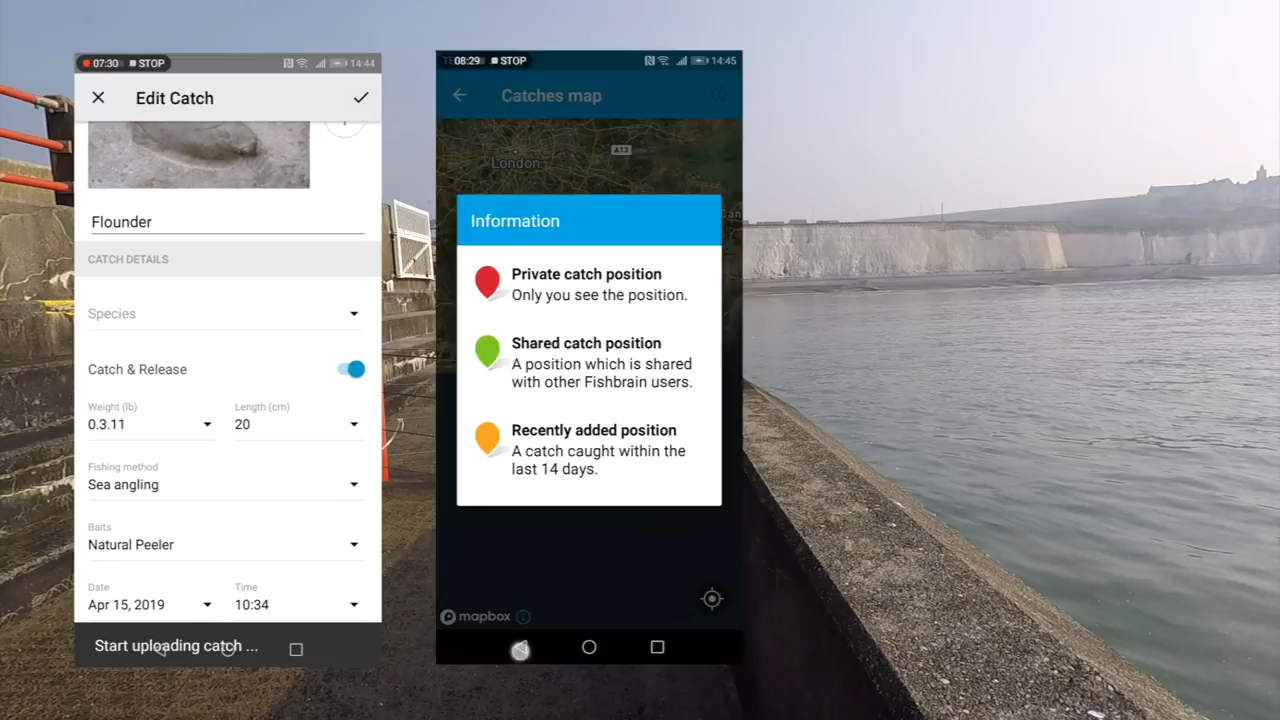 07:30 STOP 14:44
Edit Catch
Flounder
CATCH DETAILS
Species
Catch & Release
Weight (lb) Length (cm)
0.3.11 20
Fishing method
Sea angling
Baits
Natural Peeler
Date Time
Apr 15, 2019 10:34
Start uploading catch ...
08:29 STOP 14:45
Catches map
London
A13
Can
Information
Private catch position
Only you see the position.
Shared catch position
A position which is shared
with other Fishbrain users.
Recently added position
A catch caught within the
last 14 days.
mapbox